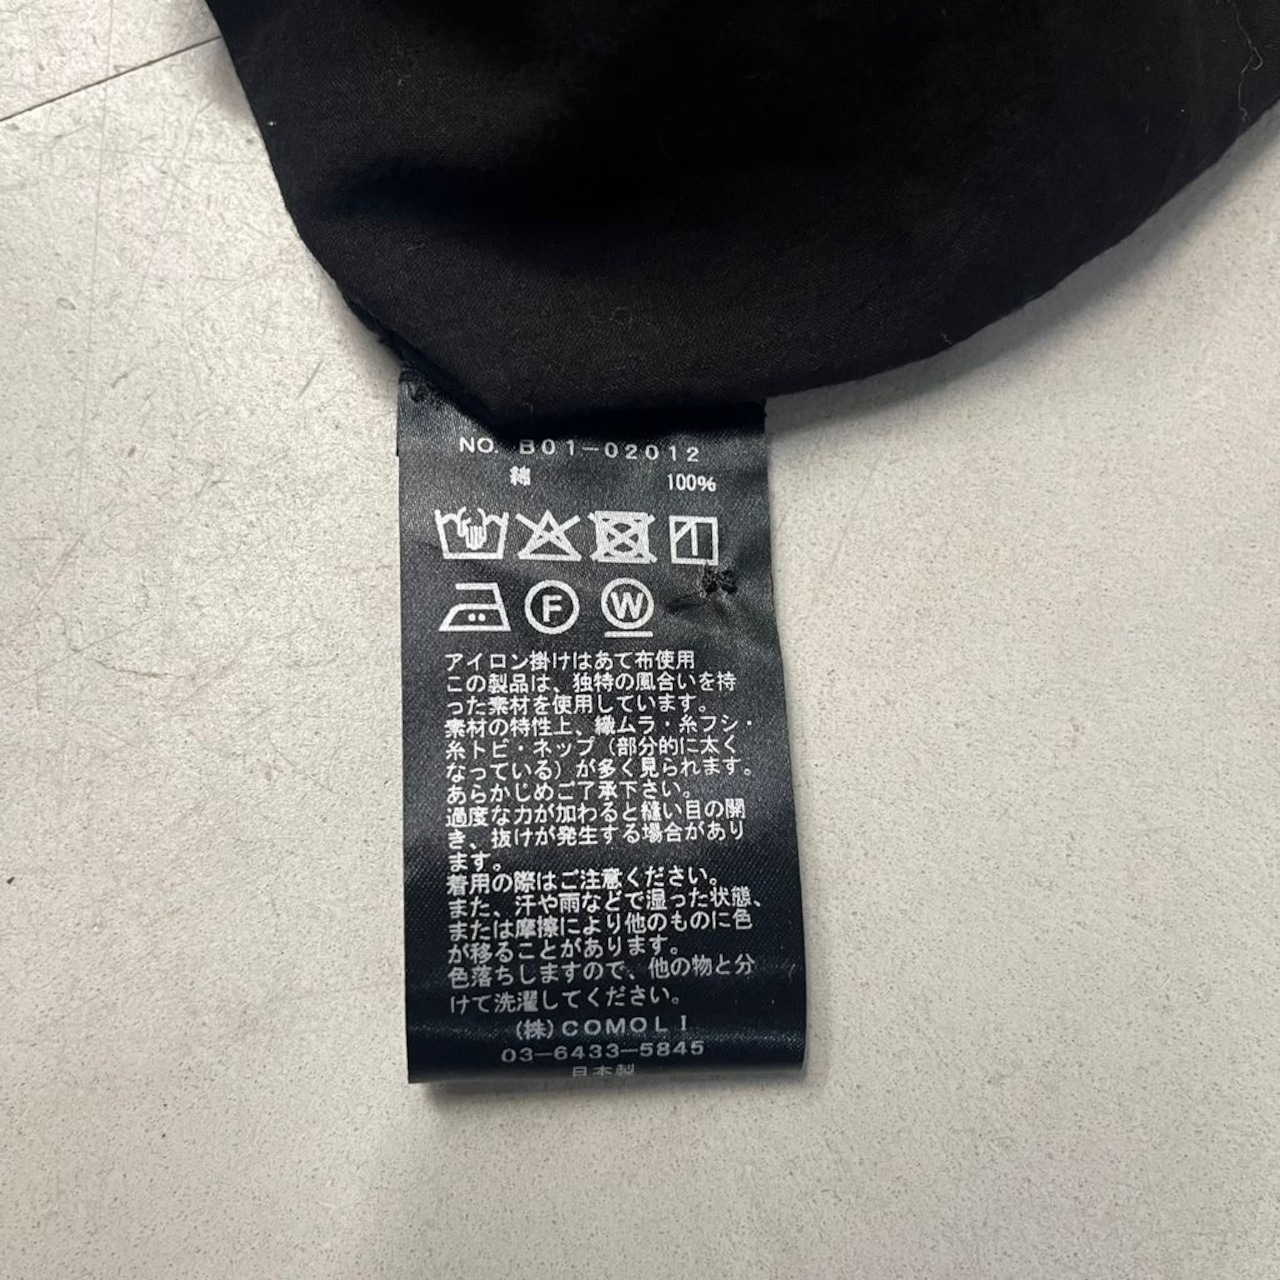 NO. B01-02012
綿 100%
F W
アイロン掛けはあて布使用
この製品は、独特の風合いを持
った素材を使用しています。
素材の特性上、織ムラ・糸フシ・
糸トビ・ネップ（部分的に太く
なっている）が多く見られます。
あらかじめご了承下さい。
過度な力が加わると縫い目の開
き、抜けが発生する場合があり
ます。
着用の際はご注意ください。
また、汗や雨などで湿った状態、
または摩擦により他のものに色
が移ることがあります。
色落ちしますので、他の物と分
けて洗濯してください。
(株)COMOLI
03-6433-5845
日本製